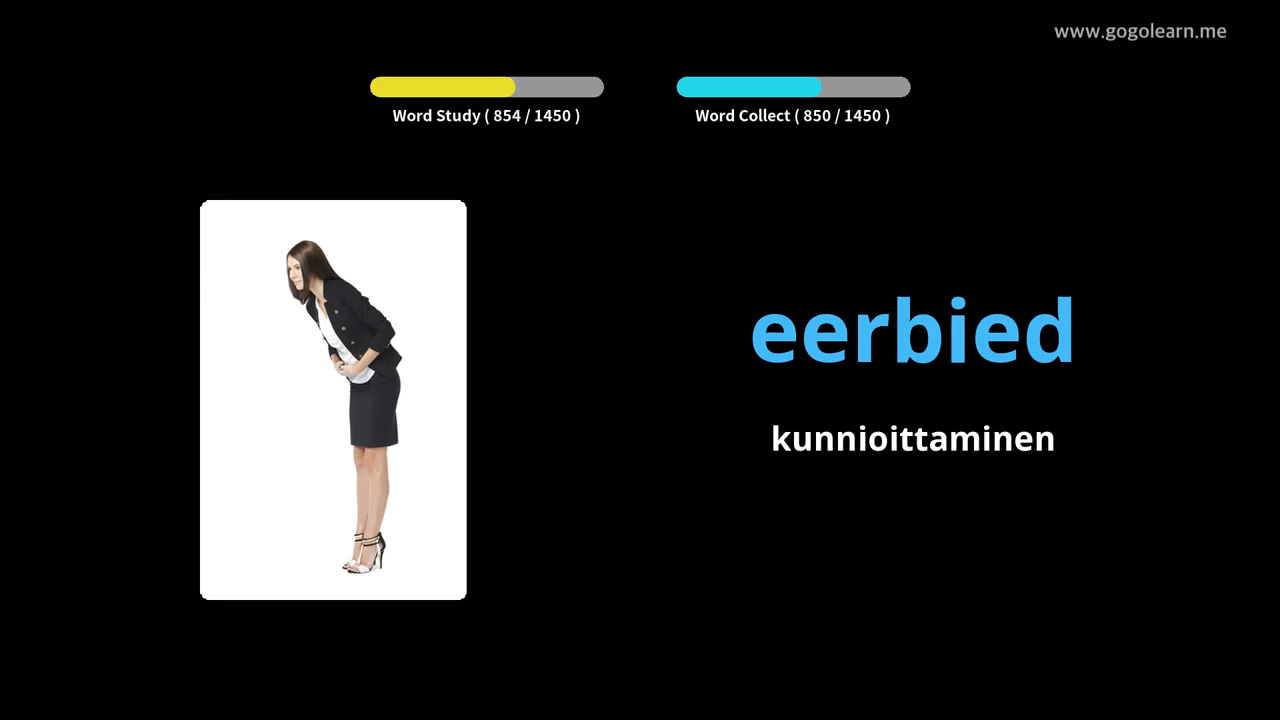 www.gogolearn.me
Word Study ( 854 / 1450 )
Word Collect ( 850 / 1450 )
eerbied
kunnioittaminen